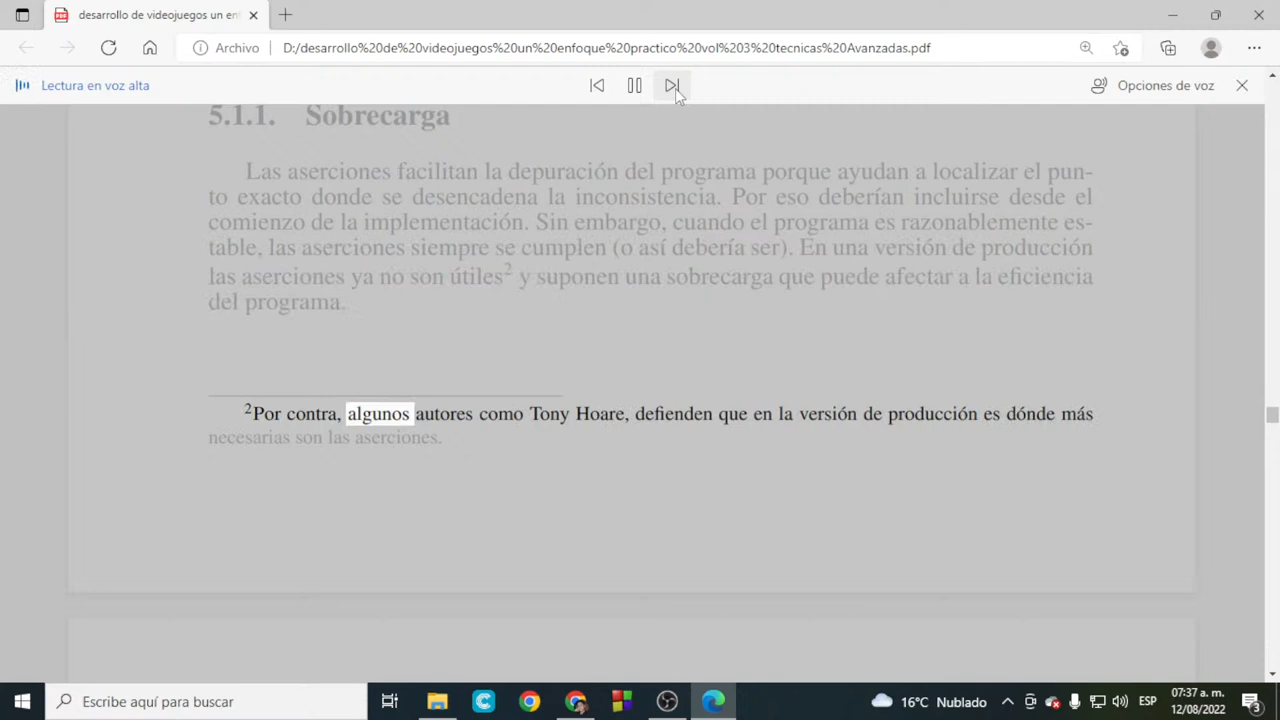 desarrollo de videojuegos un en
Archivo
D:/desarrollo%20de%20videojuegos%20un%20enfoque%20practico%20vol%203%20tecnicas%20Avanzadas.pdf
Lectura en voz alta
Opciones de voz
5.1.1. Sobrecarga
Las aserciones facilitan la depuración del programa porque ayudan a localizar el pun-
to exacto donde se desencadena la inconsistencia. Por eso deberían incluirse desde el
comienzo de la implementación. Sin embargo, cuando el programa es razonablemente es-
table, las aserciones siempre se cumplen (o así debería ser). En una versión de producción
las aserciones ya no son útiles2 y suponen una sobrecarga que puede afectar a la eficiencia
del programa.
2Por contra, algunos autores como Tony Hoare, defienden que en la versión de producción es dónde más
necesarias son las aserciones.
Escribe aquí para buscar
16°C Nublado
ESP
07:37 a. m.
12/08/2022
3